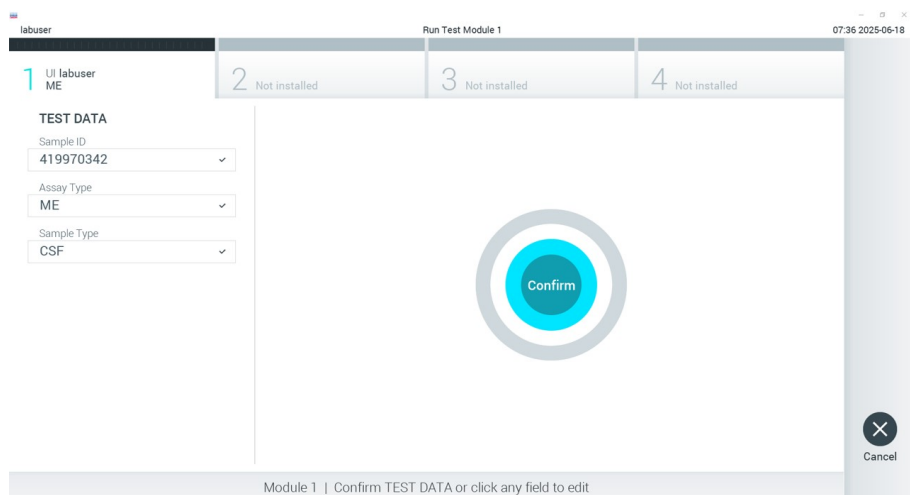 labuser Run Test Module 1 07:36 2025-06-18
1 UI labuser
ME
2 Not installed
3 Not installed
4 Not installed
TEST DATA
Sample ID
419970342
Assay Type
ME
Sample Type
CSF
Confirm
Cancel
Module 1 | Confirm TEST DATA or click any field to edit